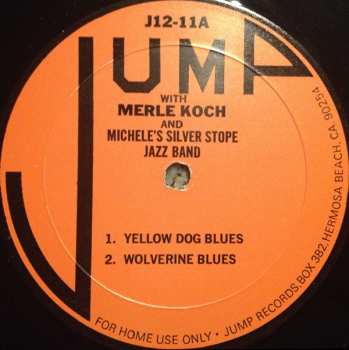 J12-11A
JUMP
WITH
MERLE KOCH
AND
MICHELE'S SILVER STOPE
JAZZ BAND
1. YELLOW DOG BLUES
2. WOLVERINE BLUES
FOR HOME USE ONLY • JUMP RECORDS, BOX 382, HERMOSA BEACH, CA. 90254